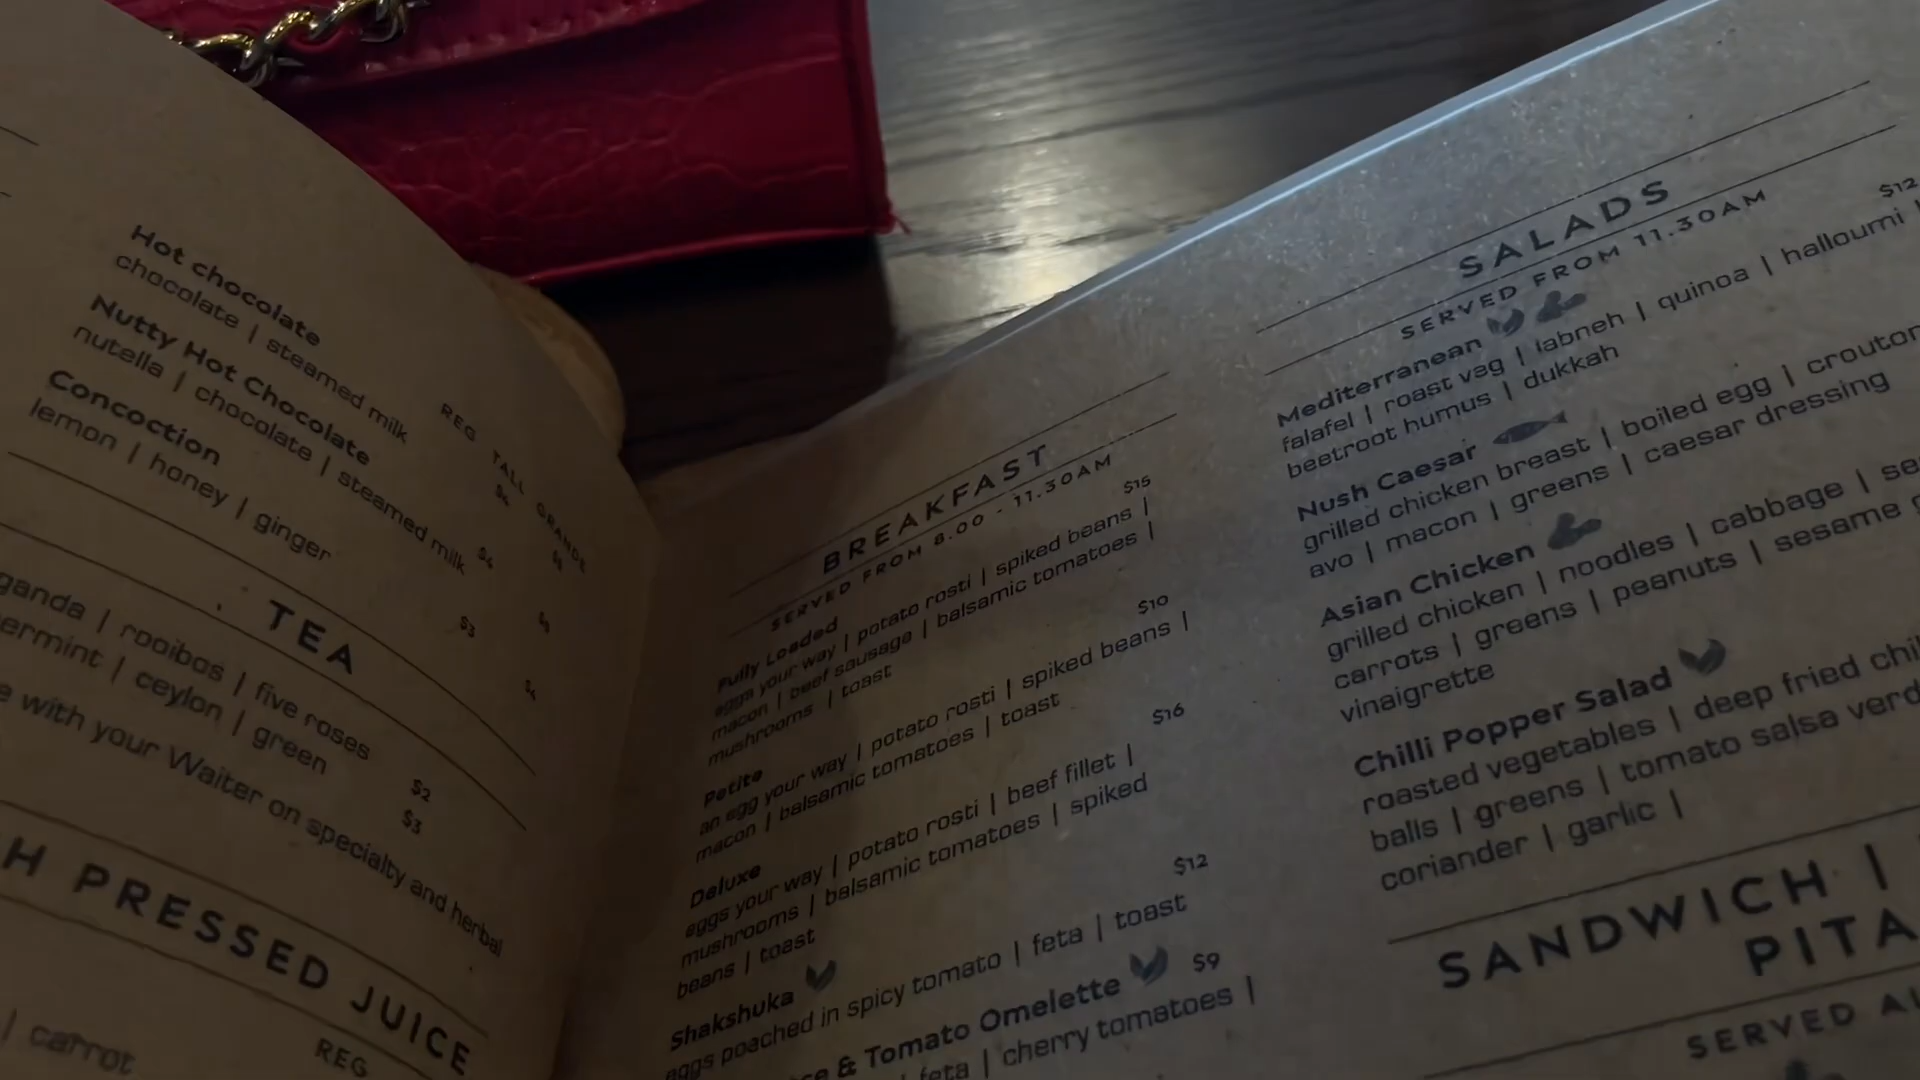 Hot chocolate
chocolate | steamed milk
Nutty Hot Chocolate
nutella | chocolate | steamed milk
Concoction
lemon | honey | ginger
REG TALL GRANDE
$4 $5
$4 $5
$3 $4
TEA
rooibos | five roses
ceylon | green
$2
with your Waiter on specialty and herbal
$3
PRESSED JUICE
REG
carrot
BREAKFAST
SERVED FROM 8.00 - 11.30AM
Fully Loaded $15
eggs your way | potato rosti | spiked beans |
macon | beef sausage | balsamic tomatoes |
mushrooms | toast
Petite $10
an egg your way | potato rosti | spiked beans |
macon | balsamic tomatoes | toast
Deluxe $16
eggs your way | potato rosti | beef fillet |
mushrooms | balsamic tomatoes | spiked
beans | toast
Shakshuka $12
eggs poached in spicy tomato | feta | toast
& Tomato Omelette $9
| feta | cherry tomatoes |
SALADS
SERVED FROM 11.30AM
Mediterranean $12
falafel | roast veg | labneh | quinoa | halloumi |
beetroot humus | dukkah
Nush Caesar
grilled chicken breast | boiled egg | crouton
avo | macon | greens | caesar dressing
Asian Chicken
grilled chicken | noodles | cabbage |
carrots | greens | peanuts | sesame
vinaigrette
Chilli Popper Salad
roasted vegetables | deep fried
balls | greens | tomato salsa
coriander | garlic |
SANDWICH |
PITA
SERVED